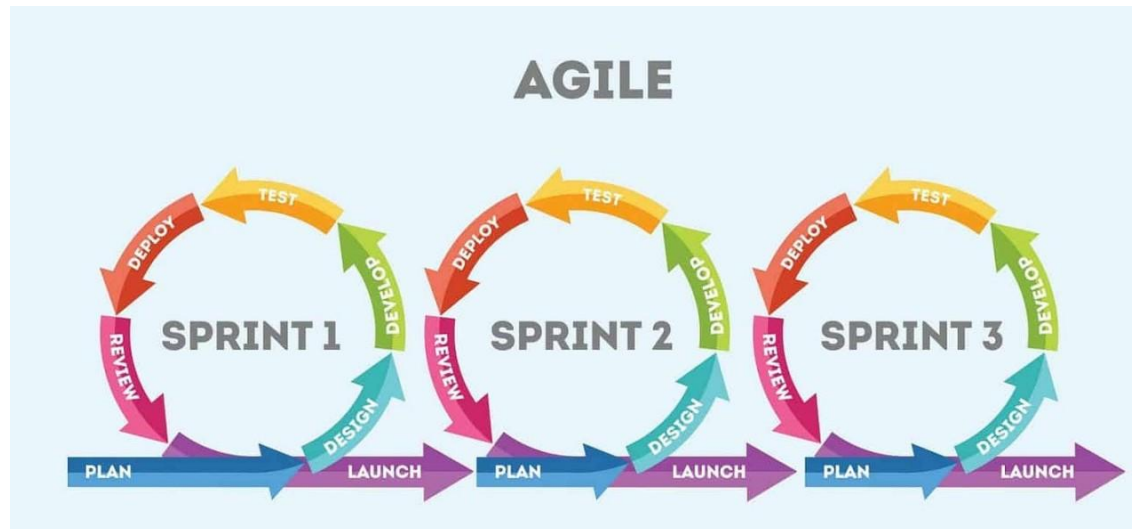 AGILE
TEST
DEPLOY
DEVELOP
SPRINT 1
REVIEW
DESIGN
PLAN
LAUNCH
TEST
DEPLOY
DEVELOP
SPRINT 2
REVIEW
DESIGN
PLAN
LAUNCH
TEST
DEPLOY
DEVELOP
SPRINT 3
REVIEW
DESIGN
PLAN
LAUNCH